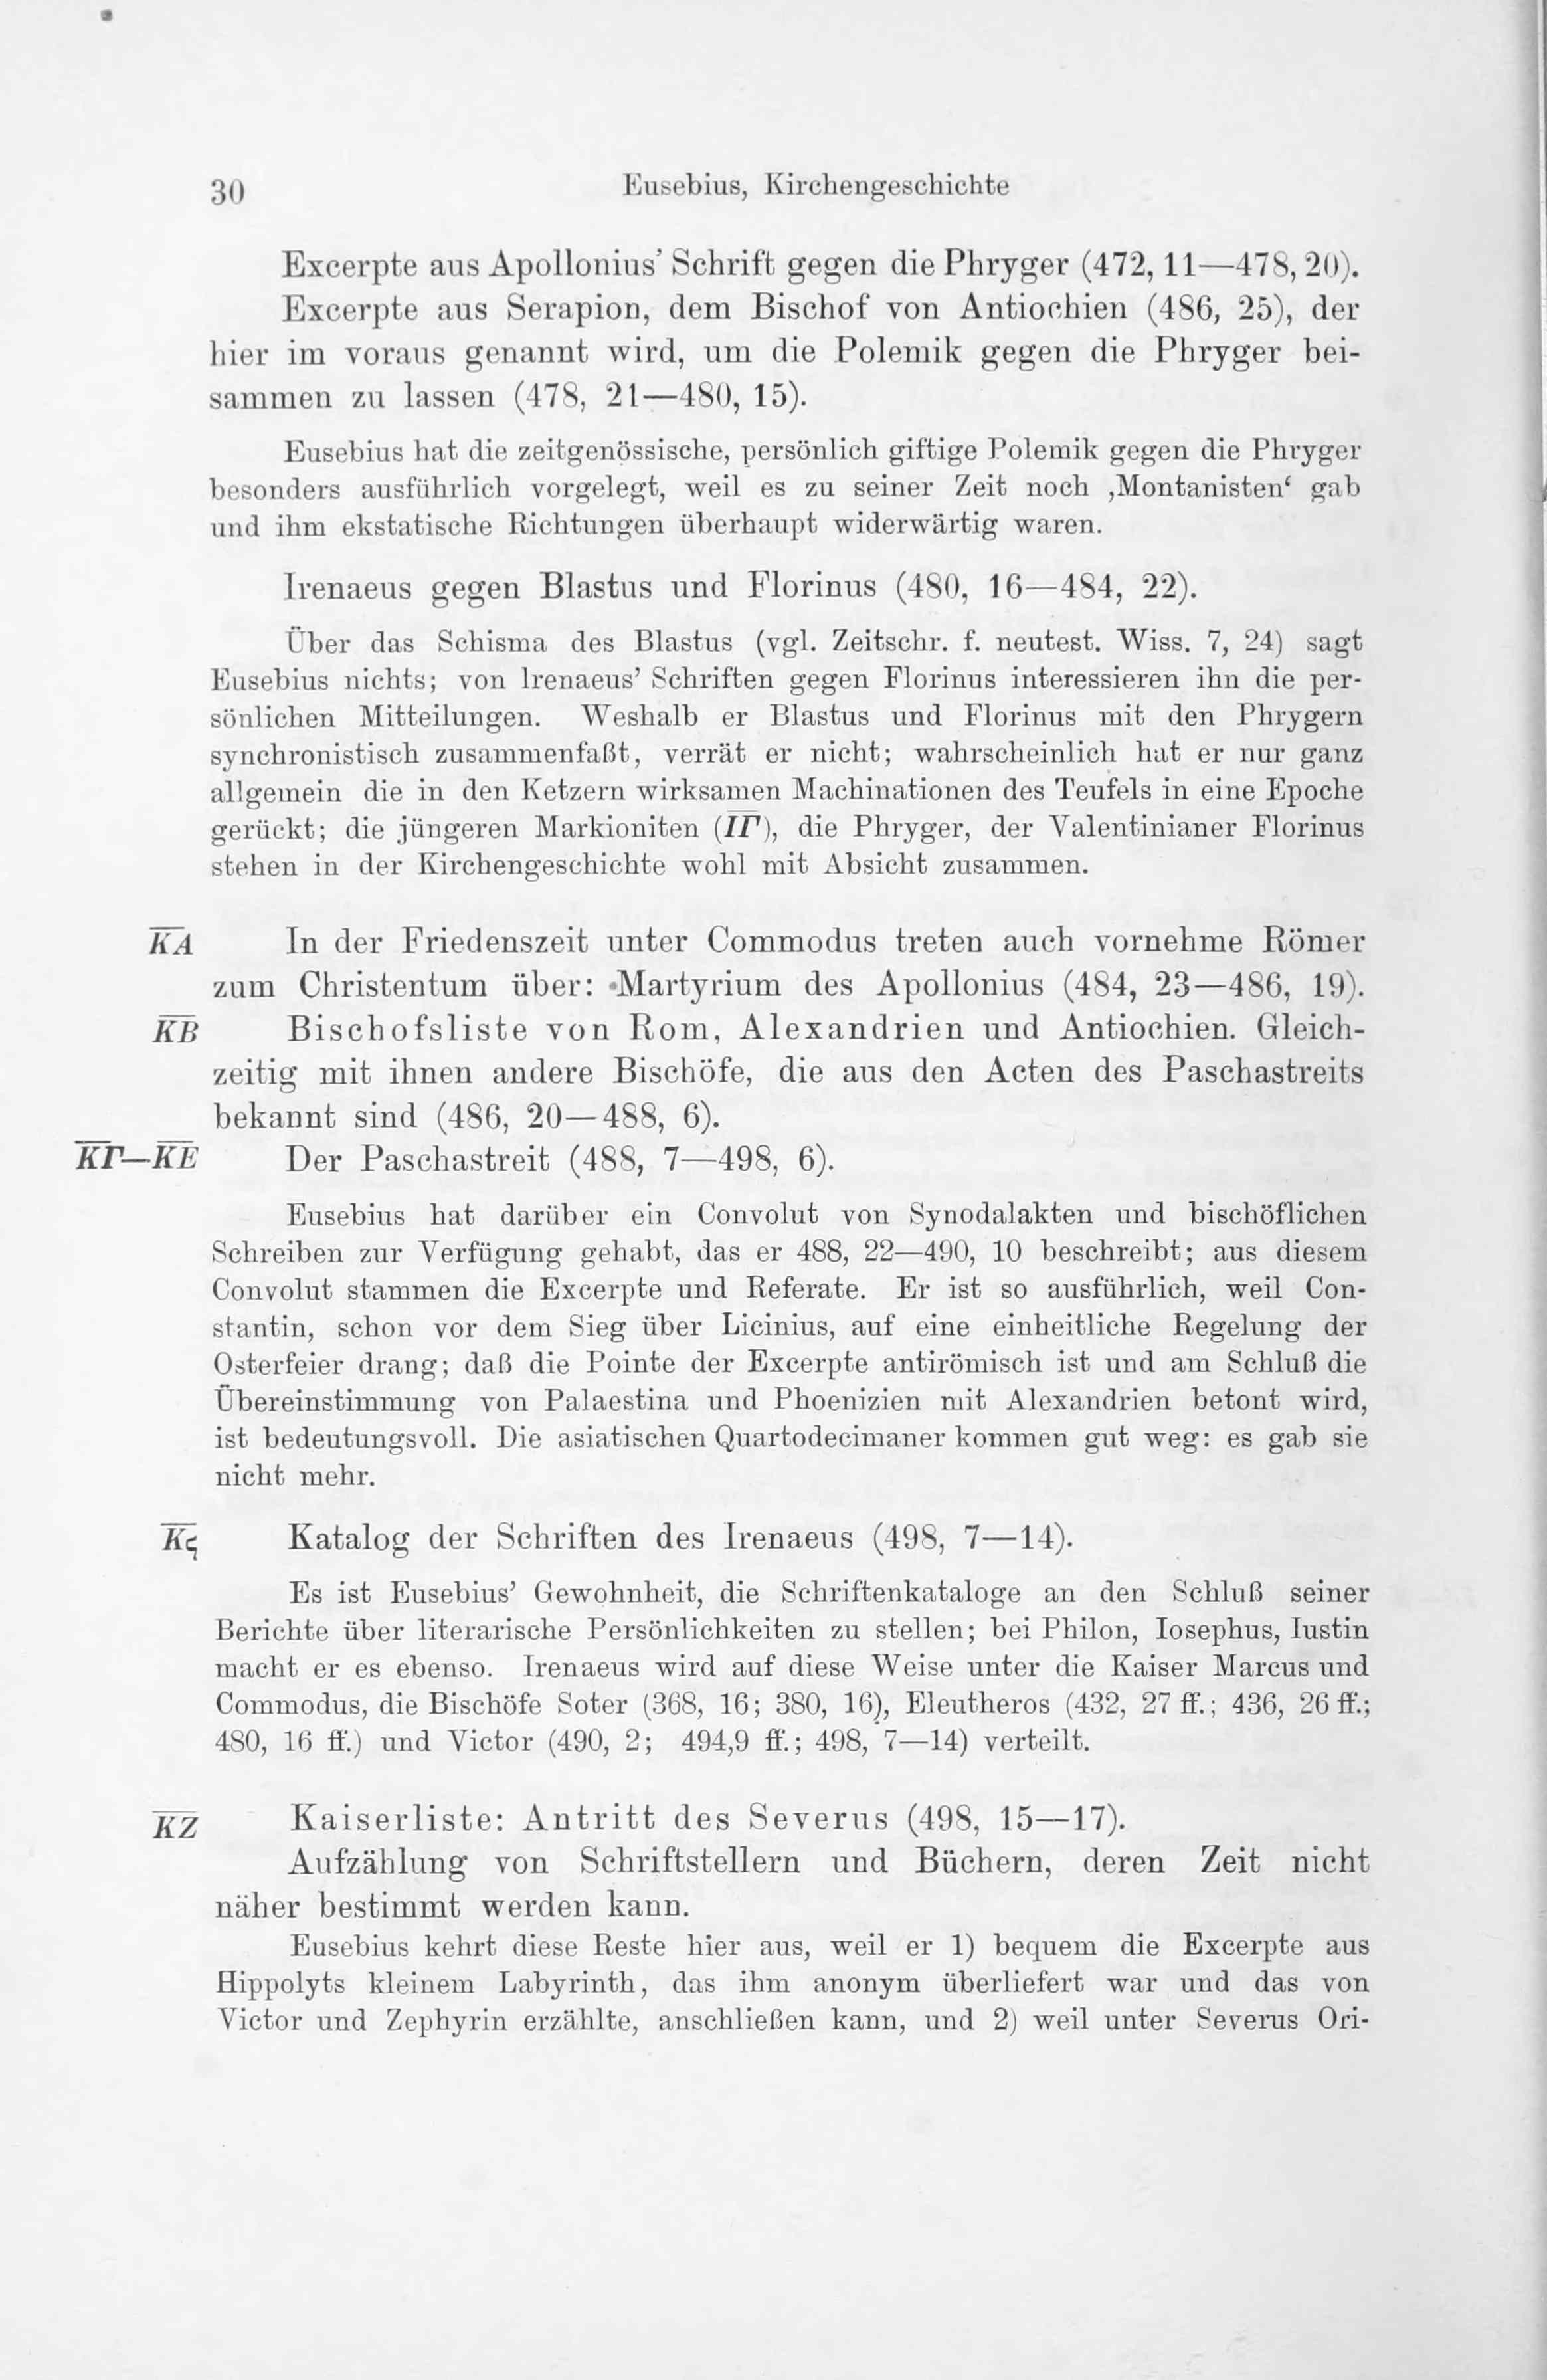 30 Eusebius, Kirchengeschichte
Excerpte aus Apollonius’ Schrift gegen die Phryger (472, 11—478, 20).
Excerpte aus Serapion, dem Bischof von Antiochien (486, 25), der
hier im voraus genannt wird, um die Polemik gegen die Phryger bei-
sammen zu lassen (478, 21—480, 15).
Eusebius hat die zeitgenössische, persönlich giftige Polemik gegen die Phryger
besonders ausführlich vorgelegt, weil es zu seiner Zeit noch ‚Montanisten‘ gab
und ihm ekstatische Richtungen überhaupt widerwärtig waren.
Irenaeus gegen Blastus und Florinus (480, 16—484, 22).
Über das Schisma des Blastus (vgl. Zeitschr. f. neutest. Wiss. 7, 24) sagt
Eusebius nichts; von Irenaeus’ Schriften gegen Florinus interessieren ihn die per-
sönlichen Mitteilungen. Weshalb er Blastus und Florinus mit den Phrygern
synchronistisch zusammenfaßt, verrät er nicht; wahrscheinlich hat er nur ganz
allgemein die in den Ketzern wirksamen Machinationen des Teufels in eine Epoche
gerückt; die jüngeren Markioniten (I̅Γ̅), die Phryger, der Valentinianer Florinus
stehen in der Kirchengeschichte wohl mit Absicht zusammen.
K̅A̅ In der Friedenszeit unter Commodus treten auch vornehme Römer
zum Christentum über: Martyrium des Apollonius (484, 23—486, 19).
K̅B̅ Bischofsliste von Rom, Alexandrien und Antiochien. Gleich-
zeitig mit ihnen andere Bischöfe, die aus den Acten des Paschastreits
bekannt sind (486, 20—488, 6).
K̅Γ̅—K̅E̅ Der Paschastreit (488, 7—498, 6).
Eusebius hat darüber ein Convolut von Synodalakten und bischöflichen
Schreiben zur Verfügung gehabt, das er 488, 22—490, 10 beschreibt; aus diesem
Convolut stammen die Excerpte und Referate. Er ist so ausführlich, weil Con-
stantin, schon vor dem Sieg über Licinius, auf eine einheitliche Regelung der
Osterfeier drang; daß die Pointe der Excerpte antirömisch ist und am Schluß die
Übereinstimmung von Palaestina und Phoenizien mit Alexandrien betont wird,
ist bedeutungsvoll. Die asiatischen Quartodecimaner kommen gut weg: es gab sie
nicht mehr.
K̅ϛ̅ Katalog der Schriften des Irenaeus (498, 7—14).
Es ist Eusebius’ Gewohnheit, die Schriftenkataloge an den Schluß seiner
Berichte über literarische Persönlichkeiten zu stellen; bei Philon, Iosephus, Iustin
macht er es ebenso. Irenaeus wird auf diese Weise unter die Kaiser Marcus und
Commodus, die Bischöfe Soter (368, 16; 380, 16), Eleutheros (432, 27 ff.; 436, 26 ff.;
480, 16 ff.) und Victor (490, 2; 494,9 ff.; 498, 7—14) verteilt.
K̅Z̅ Kaiserliste: Antritt des Severus (498, 15—17).
Aufzählung von Schriftstellern und Büchern, deren Zeit nicht
näher bestimmt werden kann.
Eusebius kehrt diese Reste hier aus, weil er 1) bequem die Excerpte aus
Hippolyts kleinem Labyrinth, das ihm anonym überliefert war und das von
Victor und Zephyrin erzählte, anschließen kann, und 2) weil unter Severus Ori-